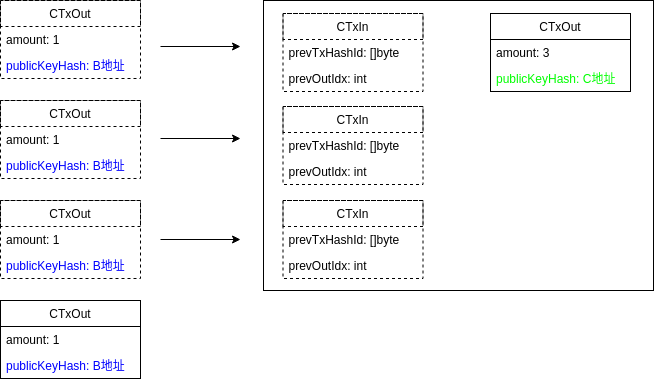 CTxOut
amount: 1
publicKeyHash: B地址
CTxOut
amount: 1
publicKeyHash: B地址
CTxOut
amount: 1
publicKeyHash: B地址
CTxOut
amount: 1
publicKeyHash: B地址
CTxIn
prevTxHashId: []byte
prevOutIdx: int
CTxIn
prevTxHashId: []byte
prevOutIdx: int
CTxIn
prevTxHashId: []byte
prevOutIdx: int
CTxOut
amount: 3
publicKeyHash: C地址